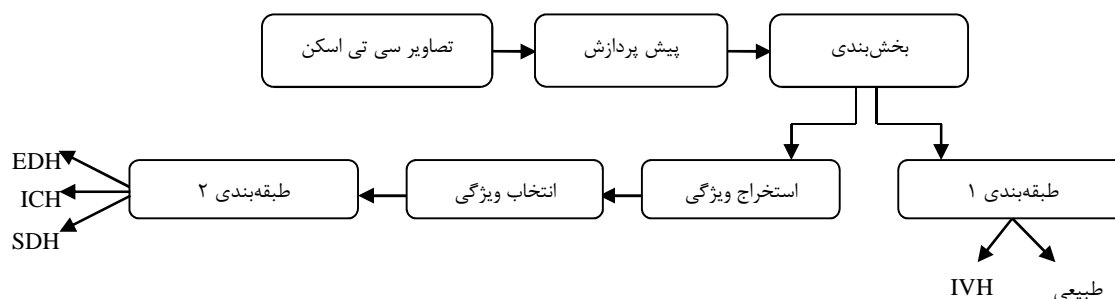 تصاویر سی تی اسکن
پیش پردازش
بخش‌بندی
طبقه‌بندی ۱
استخراج ویژگی
انتخاب ویژگی
طبقه‌بندی ۲
EDH
ICH
SDH
طبیعی
IVH